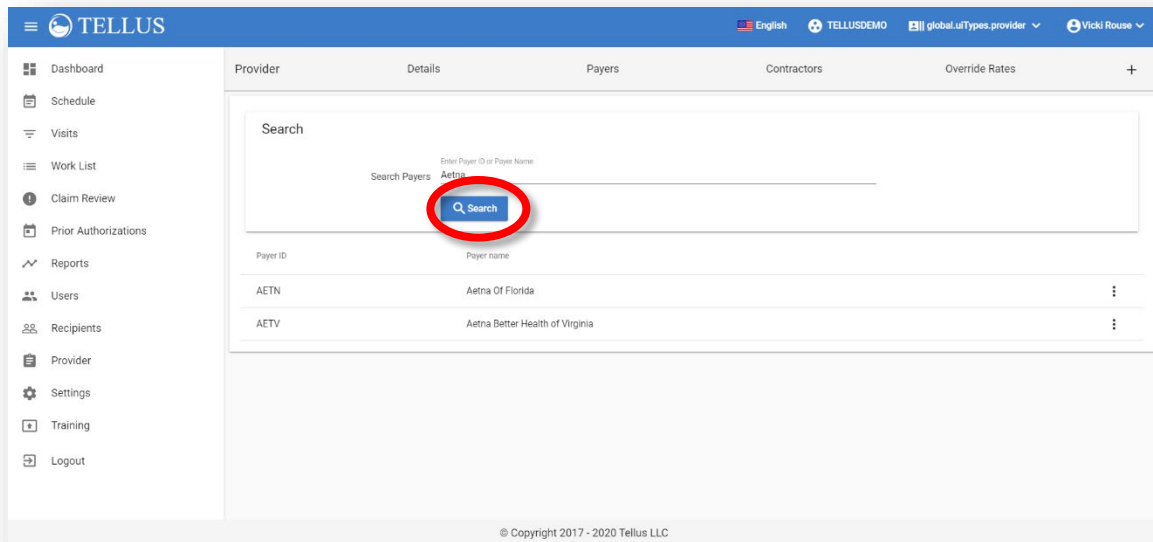 TELLUS English TELLUSDEMO global.uiTypes.provider Vicki Rouse
Dashboard
Schedule
Visits
Work List
Claim Review
Prior Authorizations
Reports
Users
Recipients
Provider
Settings
Training
Logout
Provider Details Payers Contractors Override Rates +
Search
Enter Payer ID or Payer Name
Search Payers Aetna
Search
Payer ID Payer name
AETN Aetna Of Florida
AETV Aetna Better Health of Virginia
© Copyright 2017 - 2020 Tellus LLC